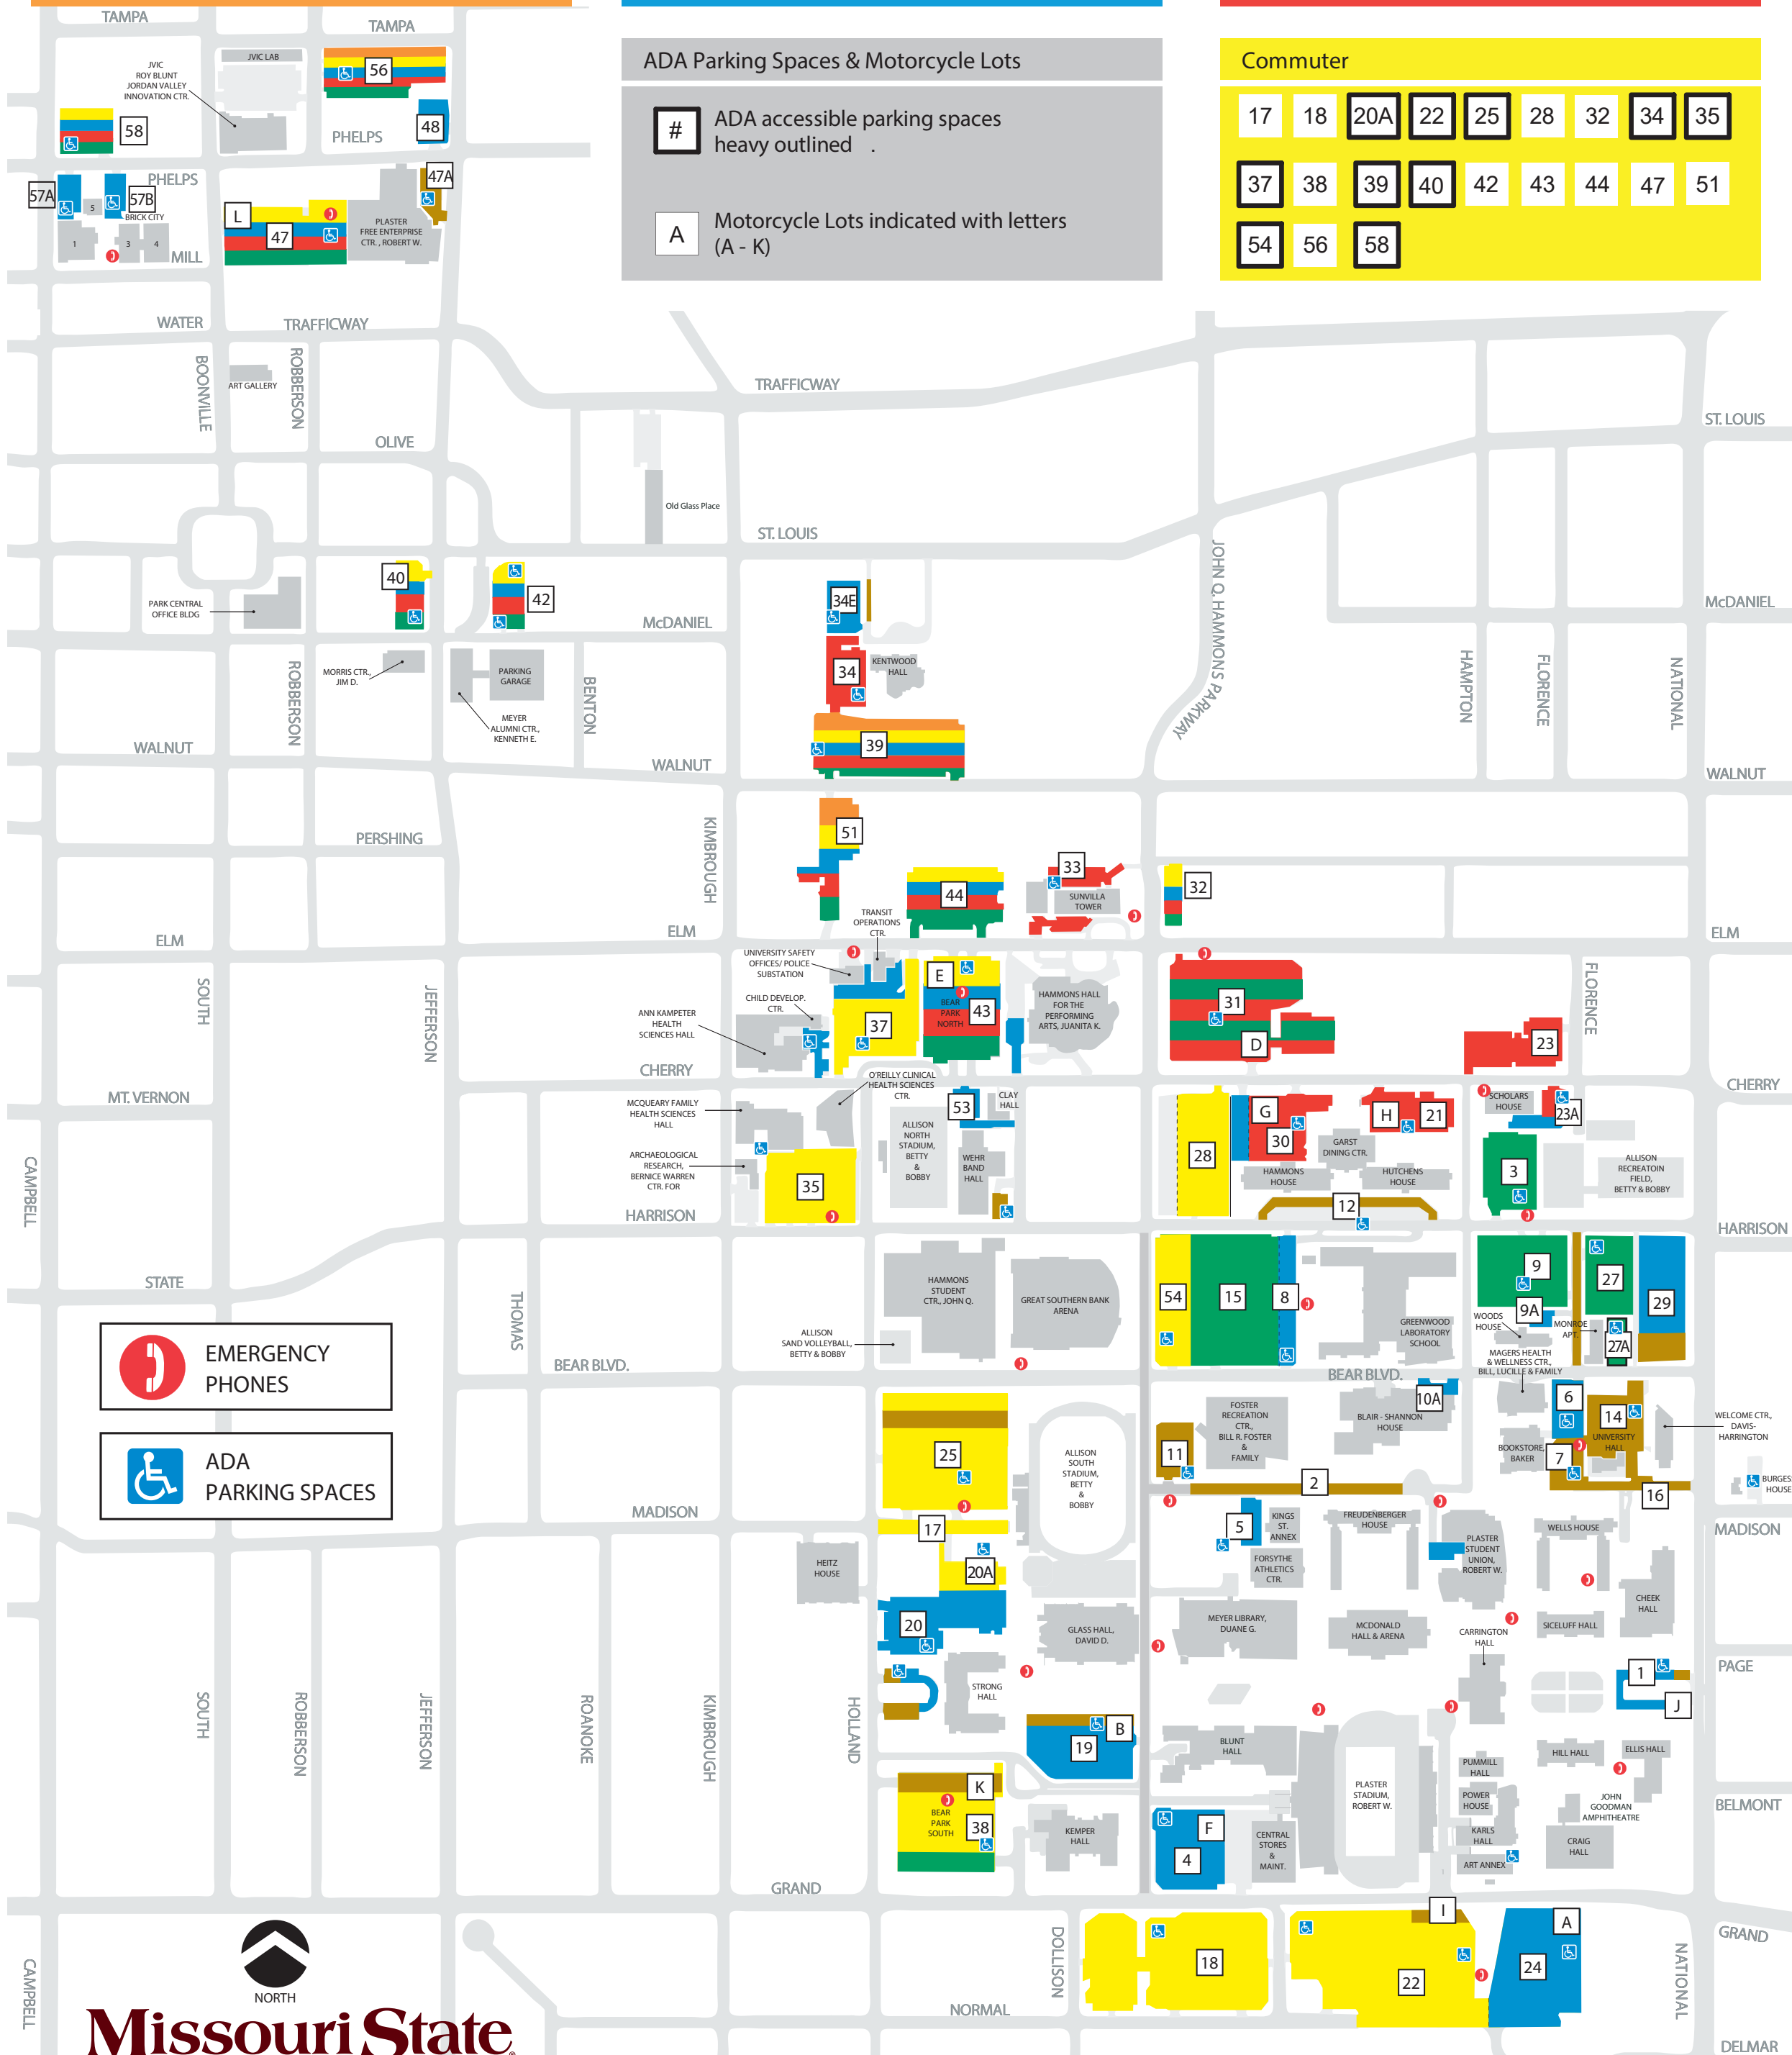 TAMPA
TAMPA
JVIC LAB
JVIC
ROY BLUNT
JORDAN VALLEY
INNOVATION CTR.
56
58
48
PHELPS
PHELPS
57A
5
57B
BRICK CITY
1
3
4
MILL
L
47
47A
PLASTER
FREE ENTERPRISE
CTR. , ROBERT W.
ADA Parking Spaces & Motorcycle Lots
#
ADA accessible parking spaces
heavy outlined .
A
Motorcycle Lots indicated with letters
(A - K)
Commuter
17 18 20A 22 25 28 32 34 35
37 38 39 40 42 43 44 47 51
54 56 58
WATER
TRAFFICWAY
BOONVILLE
ROBBERSON
ART GALLERY
TRAFFICWAY
OLIVE
ST. LOUIS
Old Glass Place
ST. LOUIS
JOHN Q. HAMMONS PARKWAY
40
42
PARK CENTRAL
OFFICE BLDG
McDANIEL
McDANIEL
34E
34
KENTWOOD
HALL
ROBBERSON
MORRIS CTR.,
JIM D.
PARKING
GARAGE
MEYER
ALUMNI CTR.,
KENNETH E.
BENTON
HAMPTON
FLORENCE
NATIONAL
WALNUT
WALNUT
39
WALNUT
PERSHING
KIMBROUGH
51
44
33
SUNVILLA
TOWER
32
ELM
ELM
ELM
TRANSIT
OPERATIONS
CTR.
UNIVERSITY SAFETY
OFFICES/ POLICE
SUBSTATION
CHILD DEVELOP.
CTR.
ANN KAMPETER
HEALTH
SCIENCES HALL
37
E
BEAR
PARK
NORTH
43
HAMMONS HALL
FOR THE
PERFORMING
ARTS, JUANITA K.
31
D
23
FLORENCE
SOUTH
JEFFERSON
CHERRY
CHERRY
MT. VERNON
O'REILLY CLINICAL
HEALTH SCIENCES
CTR.
MCQUEARY FAMILY
HEALTH SCIENCES
HALL
ARCHAEOLOGICAL
RESEARCH,
BERNICE WARREN
CTR. FOR
35
53
CLAY
HALL
ALLISON
NORTH
STADIUM,
BETTY
&
BOBBY
WEHR
BAND
HALL
28
G
30
H
21
GARST
DINING CTR.
HAMMONS
HOUSE
HUTCHENS
HOUSE
12
SCHOLARS
HOUSE
23A
3
ALLISON
RECREATOIN
FIELD,
BETTY & BOBBY
CAMPBELL
HARRISON
HARRISON
STATE
THOMAS
HAMMONS
STUDENT
CTR., JOHN Q.
GREAT SOUTHERN BANK
ARENA
ALLISON
SAND VOLLEYBALL,
BETTY & BOBBY
54
15
8
GREENWOOD
LABORATORY
SCHOOL
9
9A
WOODS
HOUSE
MONROE
APT.
27
27A
29
MAGERS HEALTH
& WELLNESS CTR.,
BILL, LUCILLE & FAMILY
BEAR BLVD.
BEAR BLVD.
EMERGENCY
PHONES
ADA
PARKING SPACES
25
ALLISON
SOUTH
STADIUM,
BETTY
&
BOBBY
11
FOSTER
RECREATION
CTR.,
BILL R. FOSTER
&
FAMILY
10A
BLAIR - SHANNON
HOUSE
6
14
UNIVERSITY
HALL
BOOKSTORE,
BAKER
7
16
WELCOME CTR.,
DAVIS-
HARRINGTON
BURGESS
HOUSE
2
MADISON
MADISON
17
20A
20
HEITZ
HOUSE
GLASS HALL,
DAVID D.
STRONG
HALL
5
KINGS
ST.
ANNEX
FORSYTHE
ATHLETICS
CTR.
FREUDENBERGER
HOUSE
PLASTER
STUDENT
UNION,
ROBERT W.
WELLS HOUSE
CHEEK
HALL
MEYER LIBRARY,
DUANE G.
MCDONALD
HALL & ARENA
CARRINGTON
HALL
SICELUFF HALL
1
J
PAGE
SOUTH
ROBBERSON
JEFFERSON
ROANOKE
KIMBROUGH
HOLLAND
B
19
BLUNT
HALL
PLASTER
STADIUM,
ROBERT W.
PUMMILL
HALL
POWER
HOUSE
KARLS
HALL
ART ANNEX
HILL HALL
ELLIS HALL
JOHN
GOODMAN
AMPHITHEATRE
CRAIG
HALL
BELMONT
K
BEAR
PARK
SOUTH
38
KEMPER
HALL
F
4
CENTRAL
STORES
&
MAINT.
GRAND
GRAND
CAMPBELL
NORTH
Missouri State®
DOLLISON
NORMAL
18
22
I
A
24
NATIONAL
DELMAR